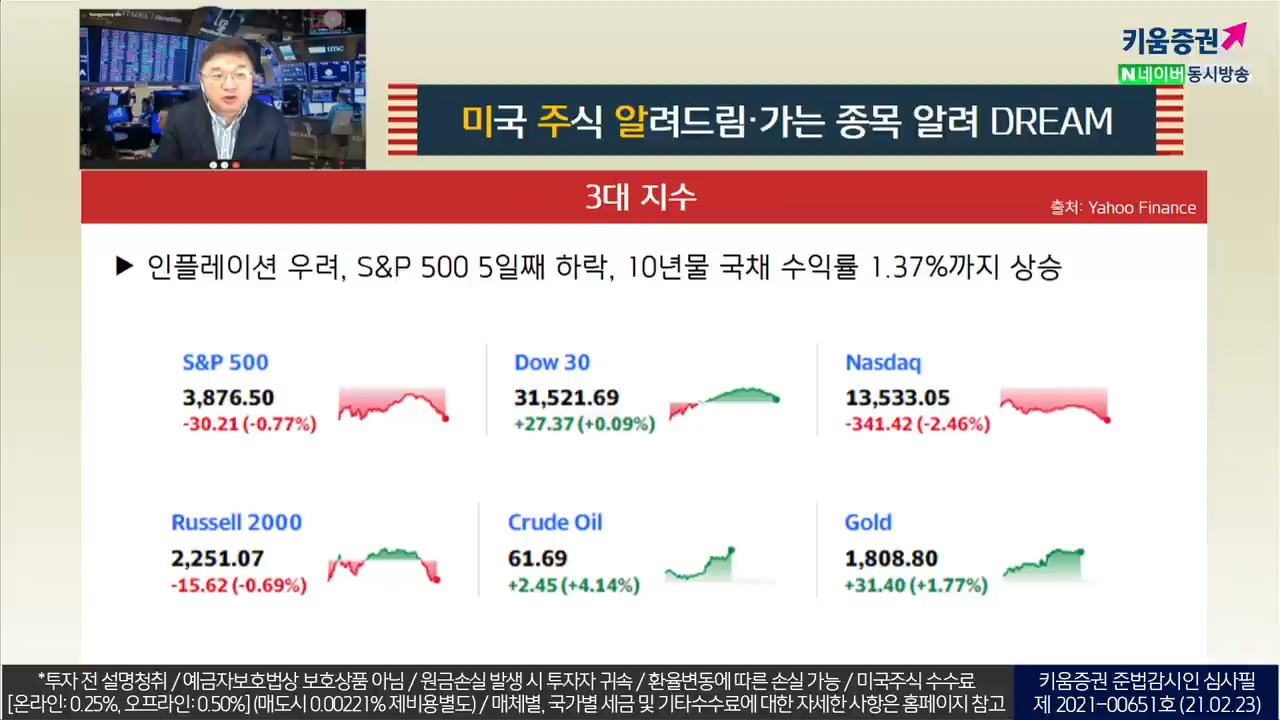 키움증권
N 네이버 동시방송
미국 주식 알려드림·가는 종목 알려 DREAM
3대 지수
출처: Yahoo Finance
▶ 인플레이션 우려, S&P 500 5일째 하락, 10년물 국채 수익률 1.37%까지 상승
S&P 500
3,876.50
-30.21 (-0.77%)
Dow 30
31,521.69
+27.37 (+0.09%)
Nasdaq
13,533.05
-341.42 (-2.46%)
Russell 2000
2,251.07
-15.62 (-0.69%)
Crude Oil
61.69
+2.45 (+4.14%)
Gold
1,808.80
+31.40 (+1.77%)
*투자 전 설명청취 / 예금자보호법상 보호상품 아님 / 원금손실 발생 시 투자자 귀속 / 환율변동에 따른 손실 가능 / 미국주식 수수료
[온라인: 0.25%, 오프라인: 0.50%] (매도시 0.00221% 제비용별도) / 매체별, 국가별 세금 및 기타수수료에 대한 자세한 사항은 홈페이지 참고
키움증권 준법감시인 심사필
제 2021-00651호 (21.02.23)